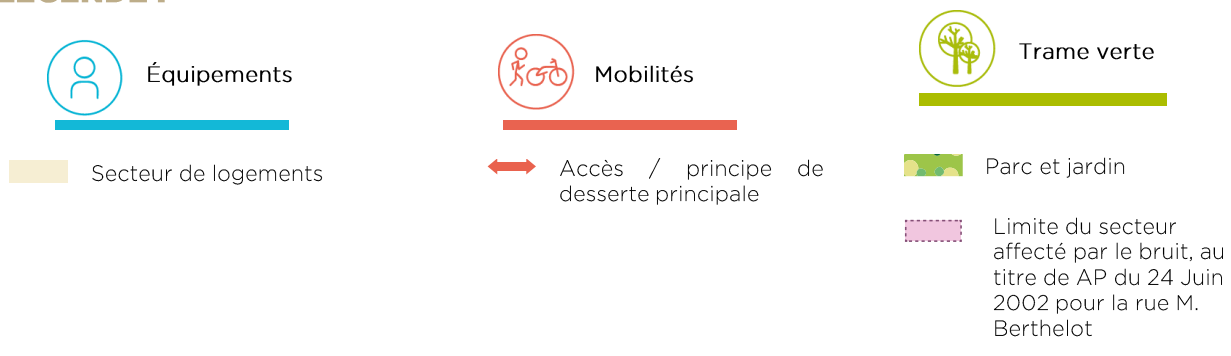 LÉGENDE :
Équipements
Secteur de logements
Mobilités
Accès / principe de
desserte principale
Trame verte
Parc et jardin
Limite du secteur
affecté par le bruit, au
titre de AP du 24 Juin
2002 pour la rue M.
Berthelot